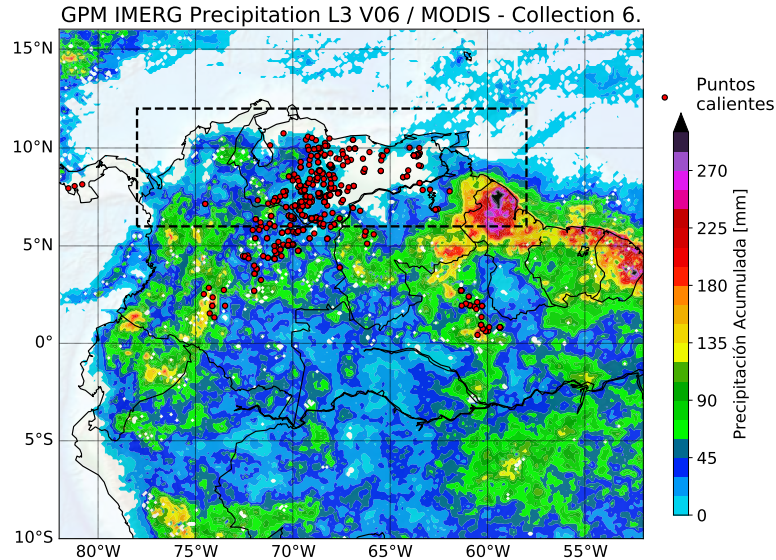 GPM IMERG Precipitation L3 V06 / MODIS - Collection 6.
15°N
10°N
5°N
0°
5°S
10°S
80°W
75°W
70°W
65°W
60°W
55°W
Puntos
calientes
270
225
180
135
90
45
0
Precipitación Acumulada [mm]